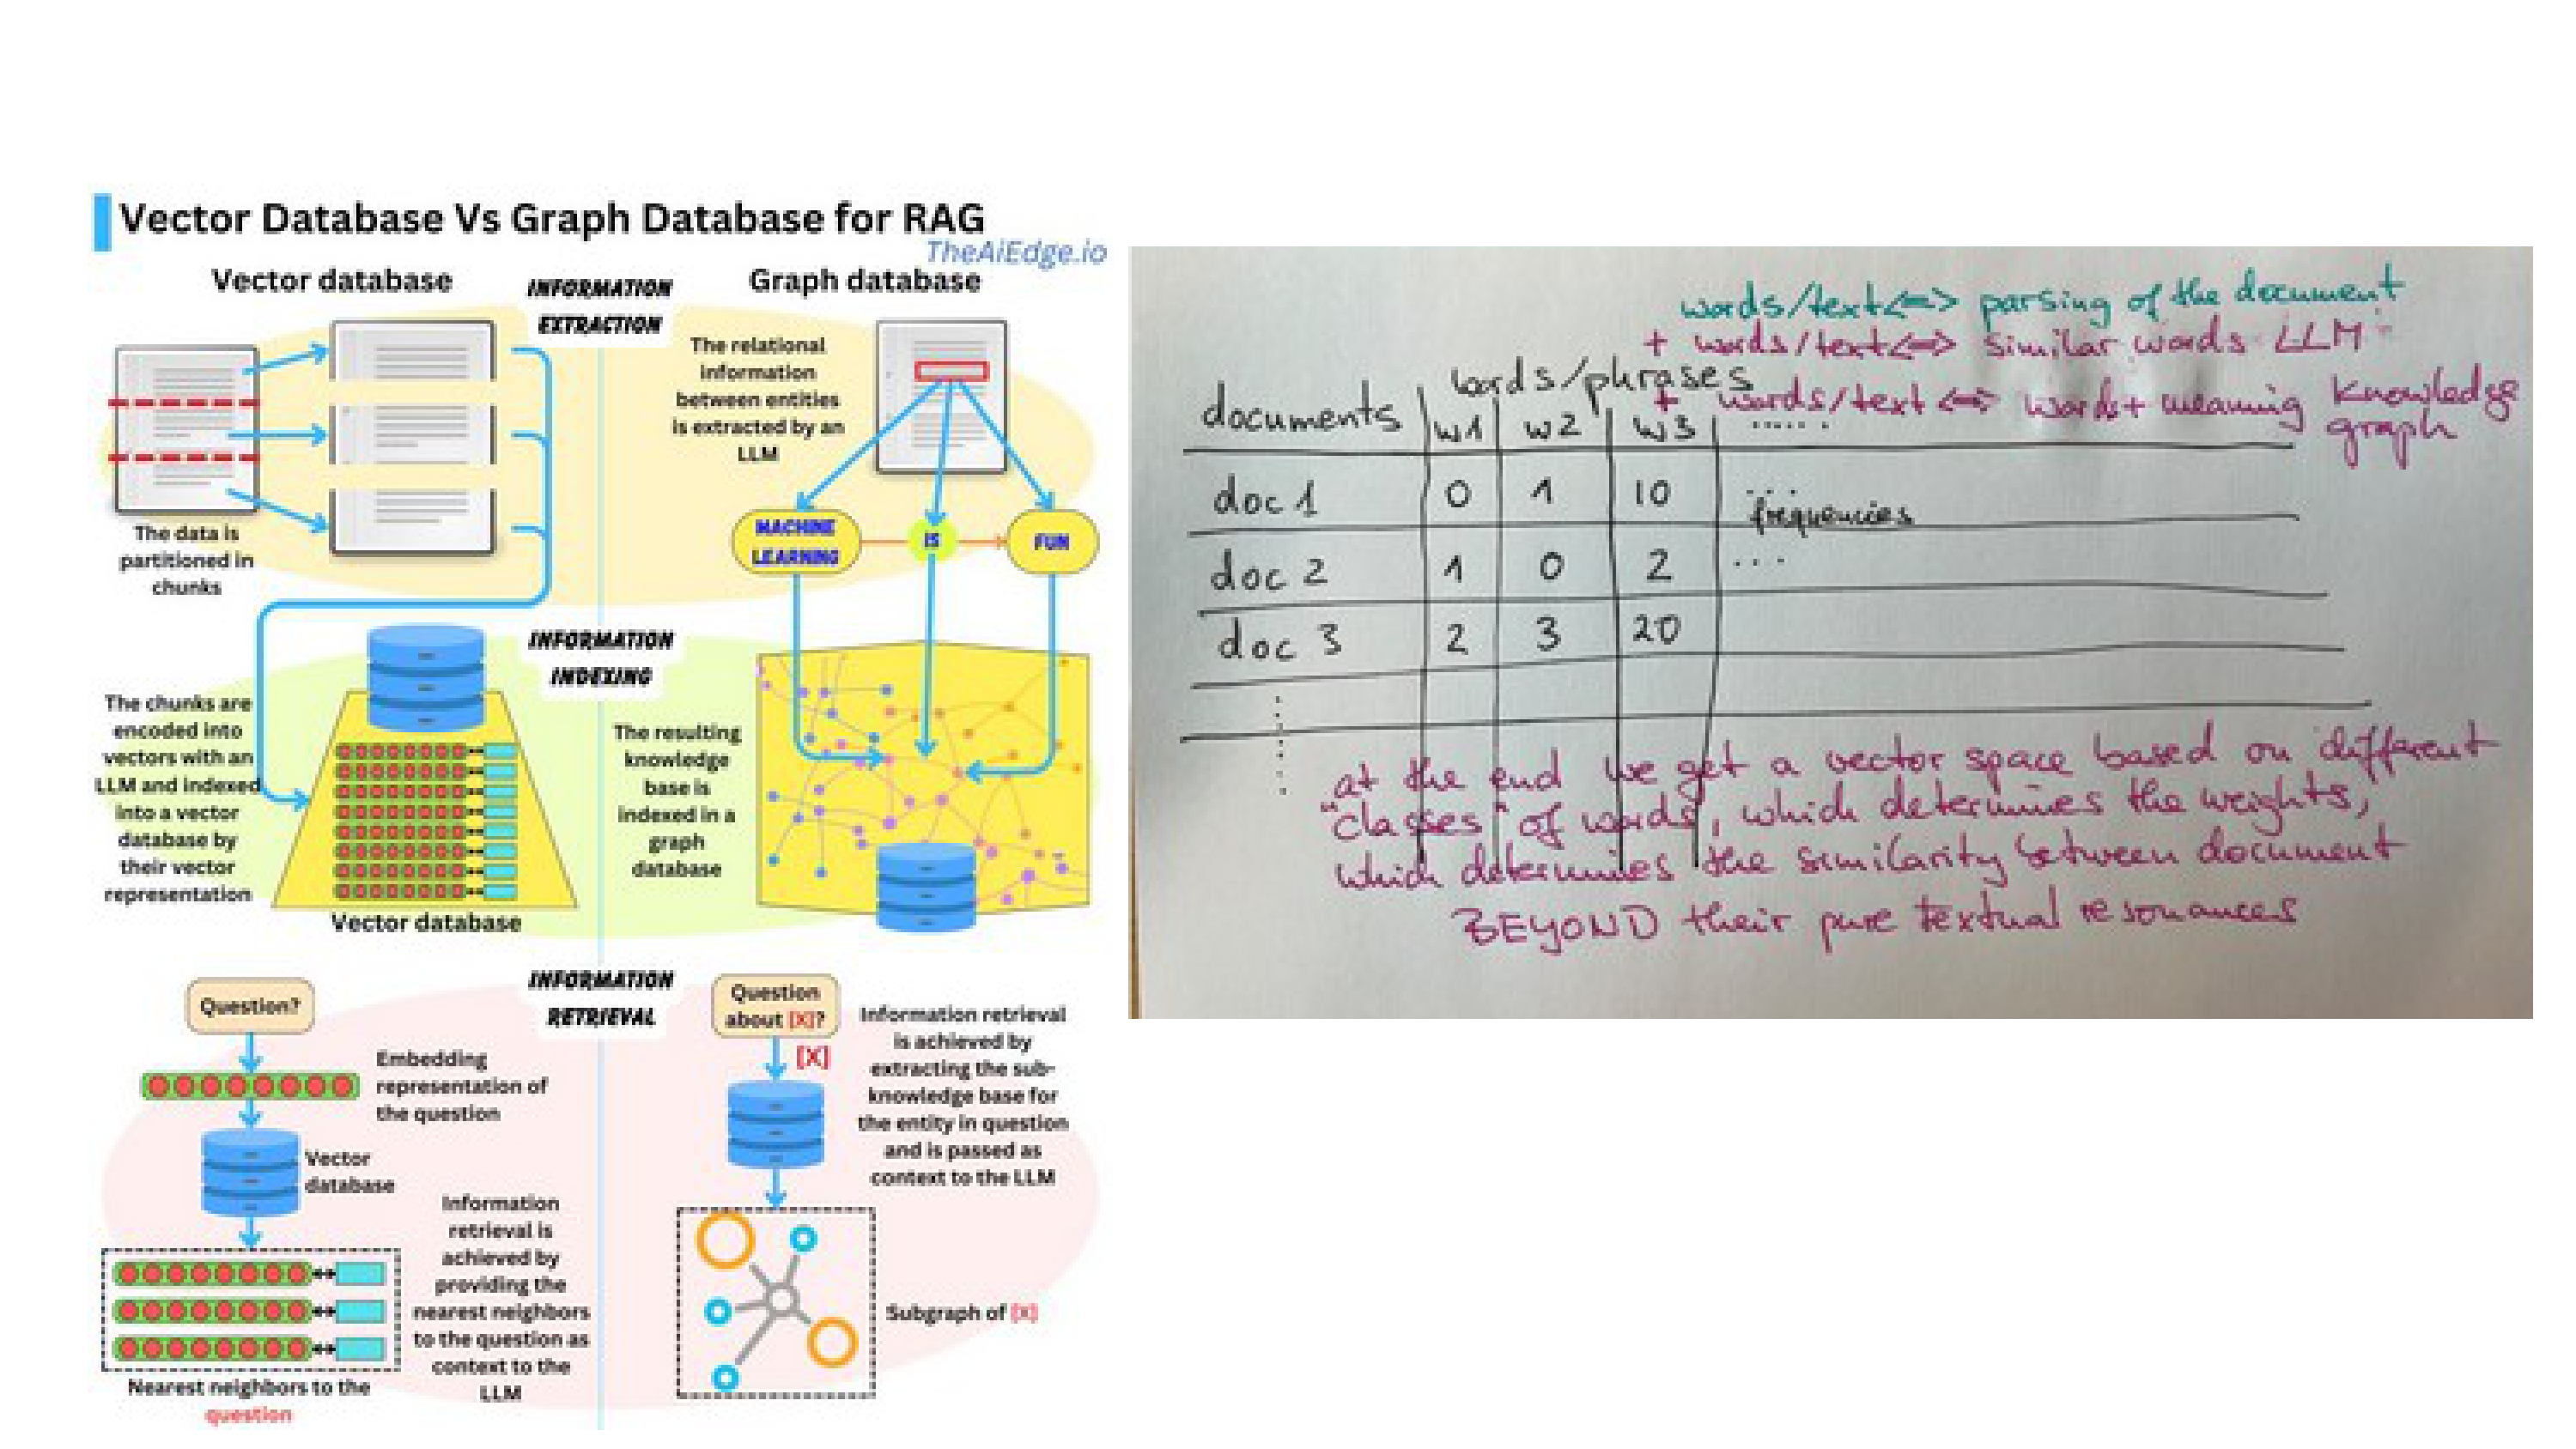 Vector Database Vs Graph Database for RAG
TheAiEdge.io
Vector database
INFORMATION
EXTRACTION
Graph database
The relational
information
between entities
is extracted by an
LLM
The data is
partitioned in
chunks
MACHINE
LEARNING
IS
FUN
INFORMATION
INDEXING
The chunks are
encoded into
vectors with an
LLM and indexed
into a vector
database by
their vector
representation
Vector database
The resulting
knowledge
base is
indexed in a
graph
database
INFORMATION
RETRIEVAL
Question?
Embedding
representation of
the question
Vector
database
Information
retrieval is
achieved by
providing the
nearest neighbors
to the question as
context to the
LLM
Nearest neighbors to the
question
Question
about [X]?
[X]
Information retrieval
is achieved by
extracting the sub-
knowledge base for
the entity in question
and is passed as
context to the LLM
Subgraph of [X]
words/text <=> parsing of the document
+ words/text <=> similar words LLM
+ words/text <=> words + meaning Knowledge
graph
documents words/phrases
w1 w2 w3 .....
doc 1 0 1 10 ...
frequencies
doc 2 1 0 2 ...
doc 3 2 3 20
at the end we get a vector space based on different
"classes" of words, which determines the weights,
which determines the similarity between document
BEYOND their pure textual resonances